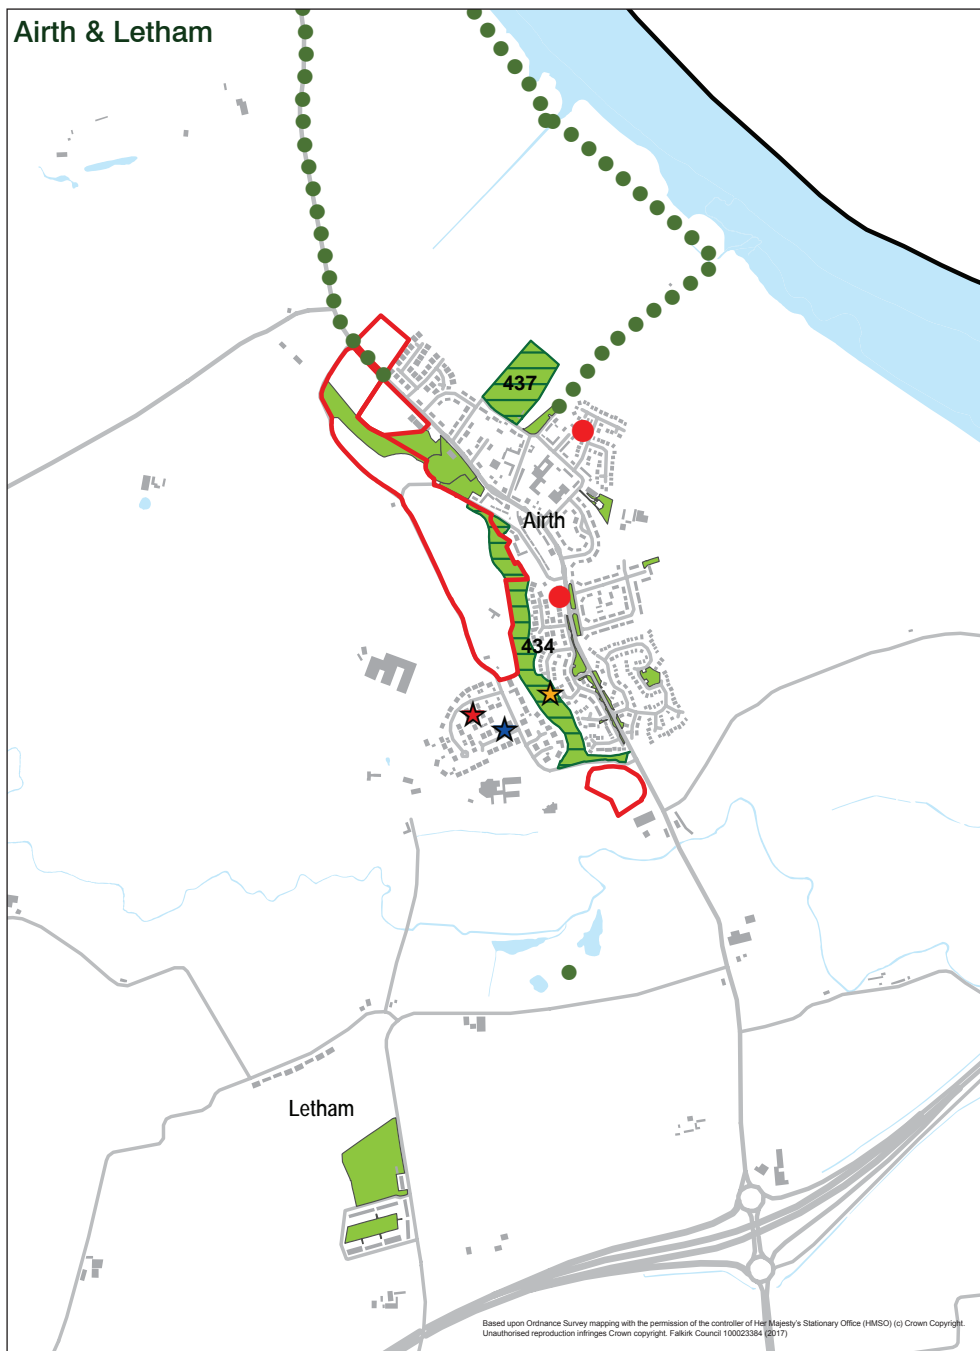 Airth & Letham
437
Airth
434
Letham
Based upon Ordnance Survey mapping with the permission of the controller of Her Majesty's Stationary Office (HMSO) (c) Crown Copyright.
Unauthorised reproduction infringes Crown copyright. Falkirk Council 100023384 (2017)